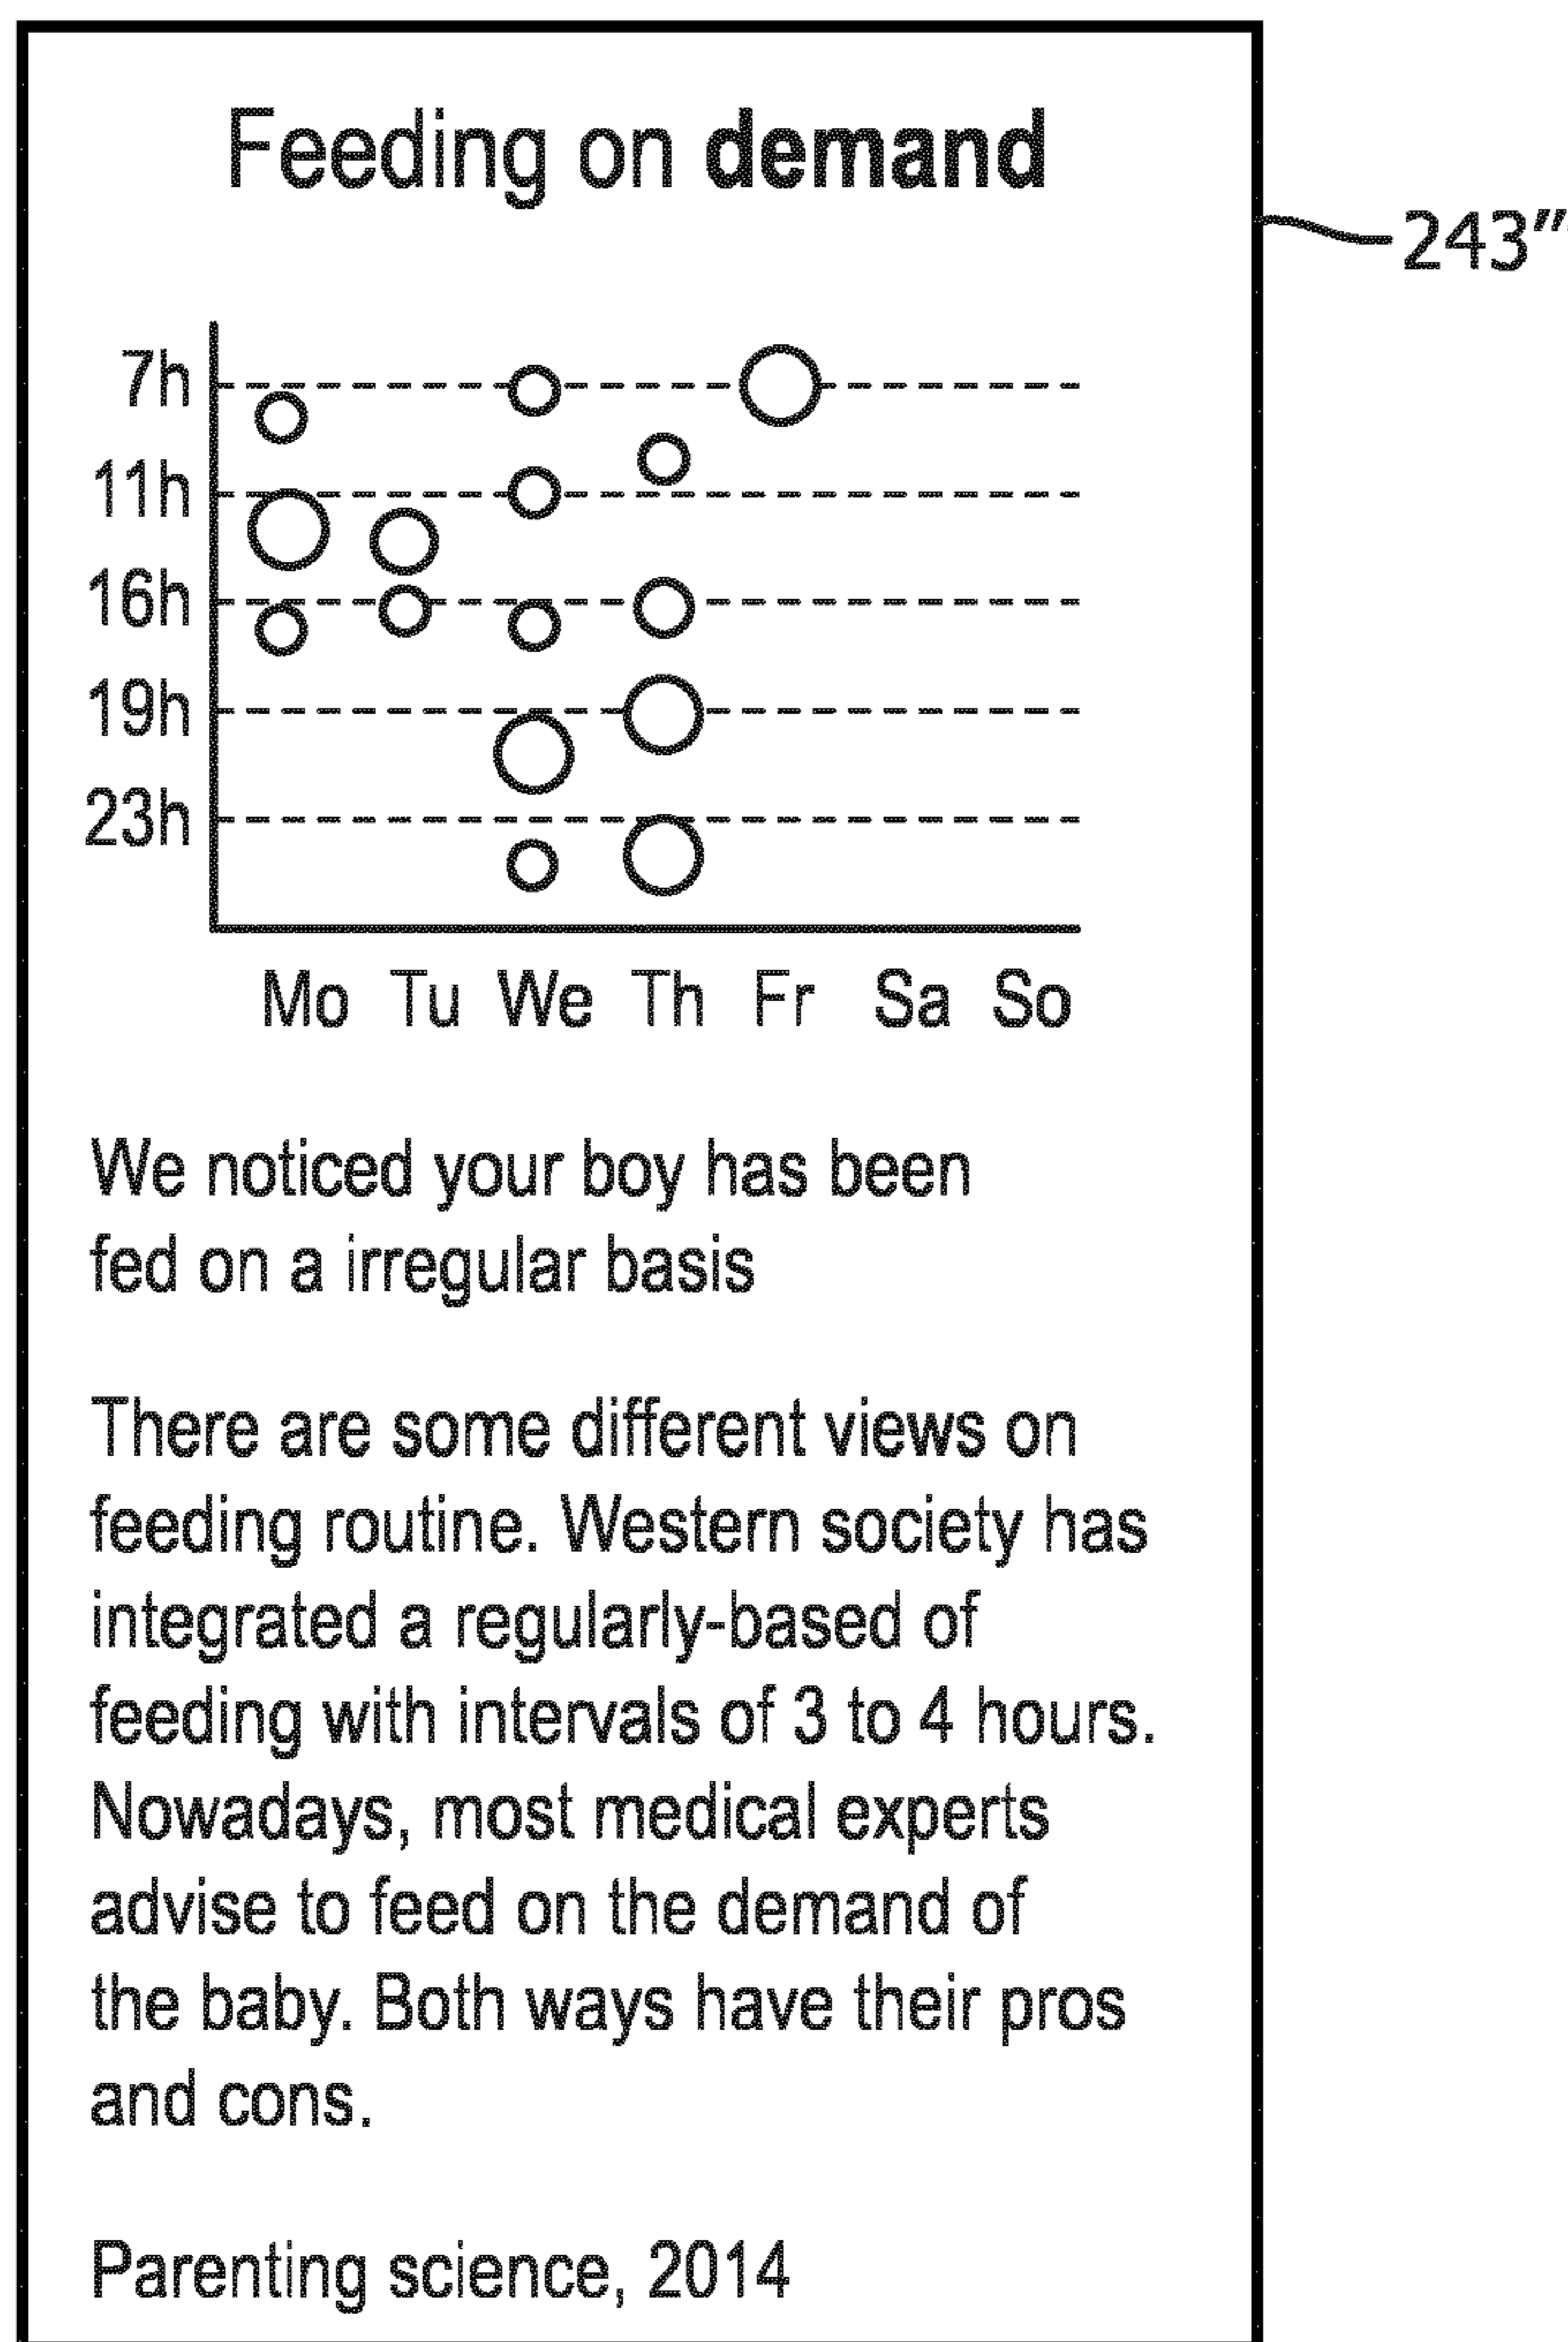 Feeding on demand
243"
7h
11h
16h
19h
23h
Mo Tu We Th Fr Sa So
We noticed your boy has been
fed on a irregular basis
There are some different views on
feeding routine. Western society has
integrated a regularly-based of
feeding with intervals of 3 to 4 hours.
Nowadays, most medical experts
advise to feed on the demand of
the baby. Both ways have their pros
and cons.
Parenting science, 2014